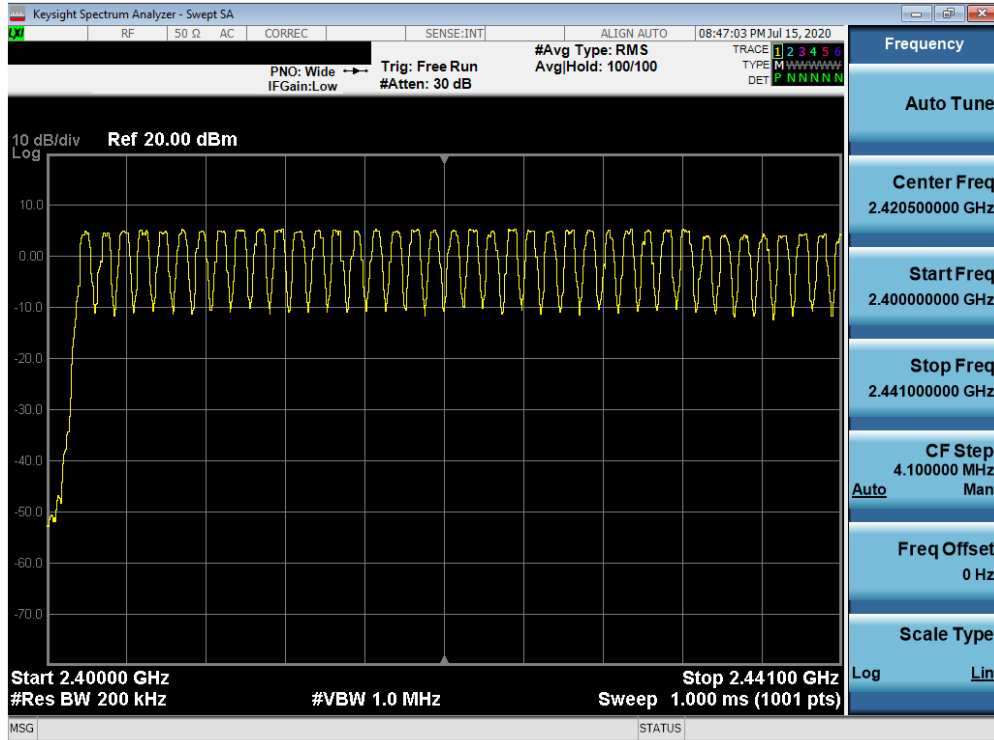 Keysight Spectrum Analyzer - Swept SA
LXI RF 50 Ω AC CORREC SENSE:INT ALIGN AUTO 08:47:03 PM Jul 15, 2020
PNO: Wide
IFGain:Low
Trig: Free Run
#Atten: 30 dB
#Avg Type: RMS
Avg|Hold: 100/100
TRACE 1 2 3 4 5 6
TYPE M WWWWW
DET P N N N N N
10 dB/div
Log
Ref 20.00 dBm
10.0
0.00
-10.0
-20.0
-30.0
-40.0
-50.0
-60.0
-70.0
Start 2.40000 GHz
Stop 2.44100 GHz
#Res BW 200 kHz
#VBW 1.0 MHz
Sweep 1.000 ms (1001 pts)
MSG
STATUS
Frequency
Auto Tune
Center Freq
2.420500000 GHz
Start Freq
2.400000000 GHz
Stop Freq
2.441000000 GHz
CF Step
4.100000 MHz
Auto Man
Freq Offset
0 Hz
Scale Type
Log Lin